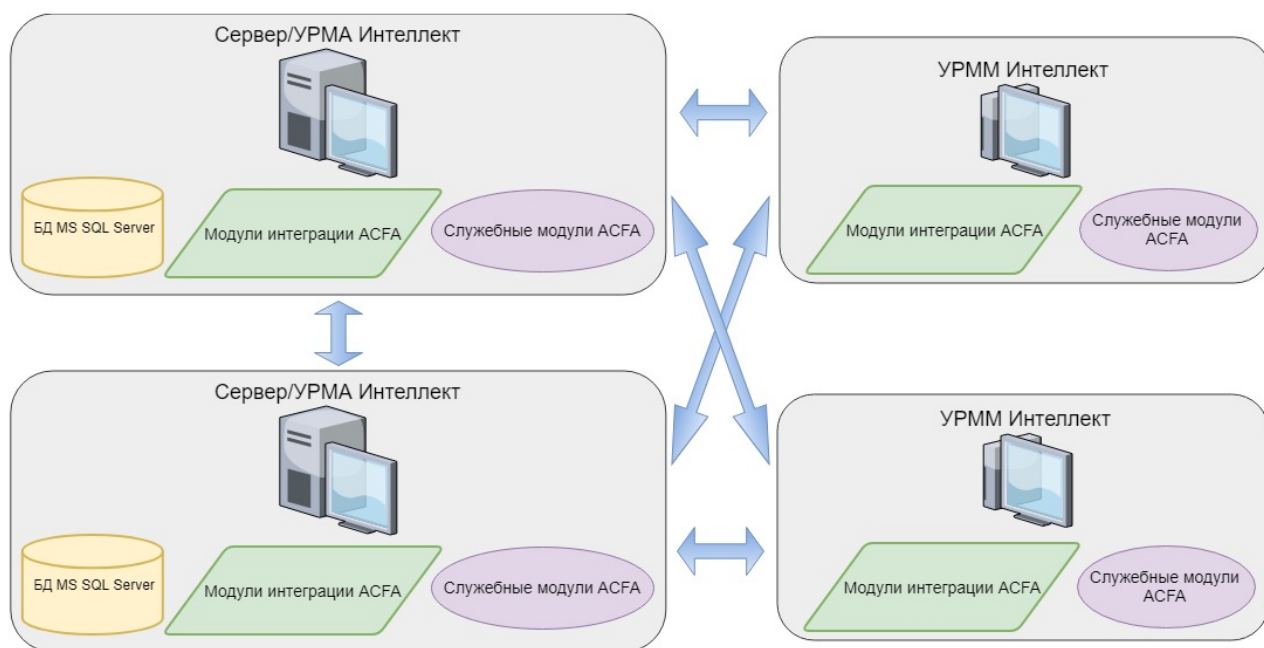 Сервер/УРМА Интеллект
БД MS SQL Server
Модули интеграции ACFA
Служебные модули ACFA
УРММ Интеллект
Модули интеграции ACFA
Служебные модули
ACFA
Сервер/УРМА Интеллект
БД MS SQL Server
Модули интеграции ACFA
Служебные модули ACFA
УРММ Интеллект
Модули интеграции ACFA
Служебные модули
ACFA